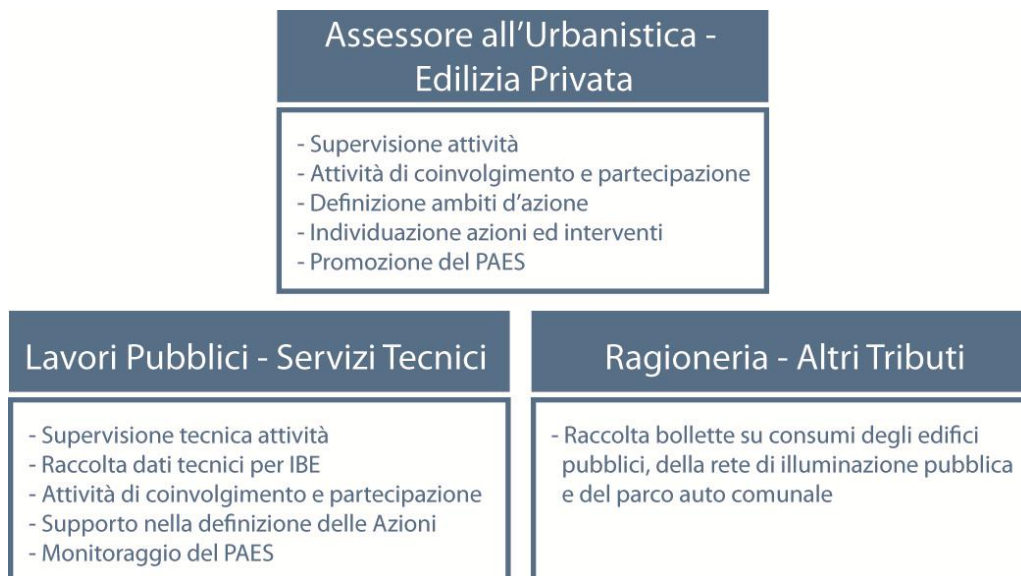 Assessore all'Urbanistica -
Edilizia Privata
- Supervisione attività
- Attività di coinvolgimento e partecipazione
- Definizione ambiti d'azione
- Individuazione azioni ed interventi
- Promozione del PAES
Lavori Pubblici - Servizi Tecnici
- Supervisione tecnica attività
- Raccolta dati tecnici per IBE
- Attività di coinvolgimento e partecipazione
- Supporto nella definizione delle Azioni
- Monitoraggio del PAES
Ragioneria - Altri Tributi
- Raccolta bollette su consumi degli edifici
pubblici, della rete di illuminazione pubblica
e del parco auto comunale